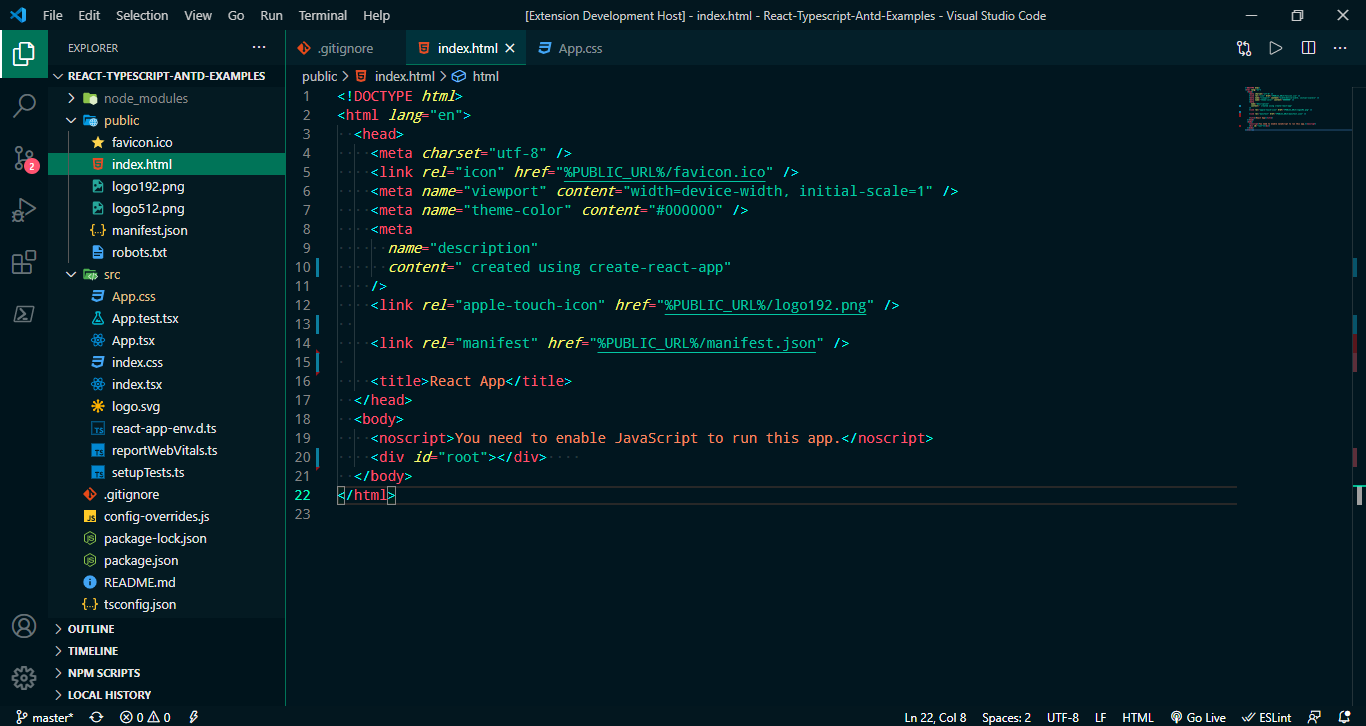 File Edit Selection View Go Run Terminal Help [Extension Development Host] - index.html - React-Typescript-Antd-Examples - Visual Studio Code
EXPLORER
.gitignore
index.html
App.css
REACT-TYPESCRIPT-ANTD-EXAMPLES
node_modules
public
favicon.ico
index.html
logo192.png
logo512.png
manifest.json
robots.txt
src
App.css
App.test.tsx
App.tsx
index.css
index.tsx
logo.svg
react-app-env.d.ts
reportWebVitals.ts
setupTests.ts
.gitignore
config-overrides.js
package-lock.json
package.json
README.md
tsconfig.json
OUTLINE
TIMELINE
NPM SCRIPTS
LOCAL HISTORY
2
public > index.html > html
1 <!DOCTYPE html>
2 <html lang="en">
3 <head>
4 <meta charset="utf-8" />
5 <link rel="icon" href="%PUBLIC_URL%/favicon.ico" />
6 <meta name="viewport" content="width=device-width, initial-scale=1" />
7 <meta name="theme-color" content="#000000" />
8 <meta
9 name="description"
10 content=" created using create-react-app"
11 />
12 <link rel="apple-touch-icon" href="%PUBLIC_URL%/logo192.png" />
13
14 <link rel="manifest" href="%PUBLIC_URL%/manifest.json" />
15
16 <title>React App</title>
17 </head>
18 <body>
19 <noscript>You need to enable JavaScript to run this app.</noscript>
20 <div id="root"></div>
21 </body>
22 </html>
23
master* 0 0 Ln 22, Col 8 Spaces: 2 UTF-8 LF HTML Go Live ESLint